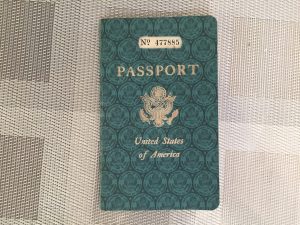 Nº 477885
PASSPORT
United States
of America